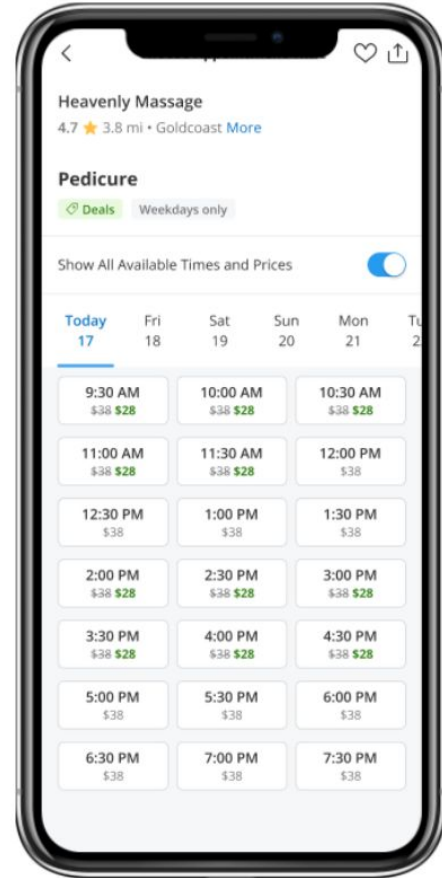 Heavenly Massage
4.7 ★ 3.8 mi • Goldcoast More
Pedicure
Deals Weekdays only
Show All Available Times and Prices
Today Fri Sat Sun Mon
17 18 19 20 21
9:30 AM 10:00 AM 10:30 AM
$38 $28 $38 $28 $38 $28
11:00 AM 11:30 AM 12:00 PM
$38 $28 $38 $28 $38
12:30 PM 1:00 PM 1:30 PM
$38 $38 $38
2:00 PM 2:30 PM 3:00 PM
$38 $28 $38 $28 $38 $28
3:30 PM 4:00 PM 4:30 PM
$38 $28 $38 $28 $38 $28
5:00 PM 5:30 PM 6:00 PM
$38 $38 $38
6:30 PM 7:00 PM 7:30 PM
$38 $38 $38